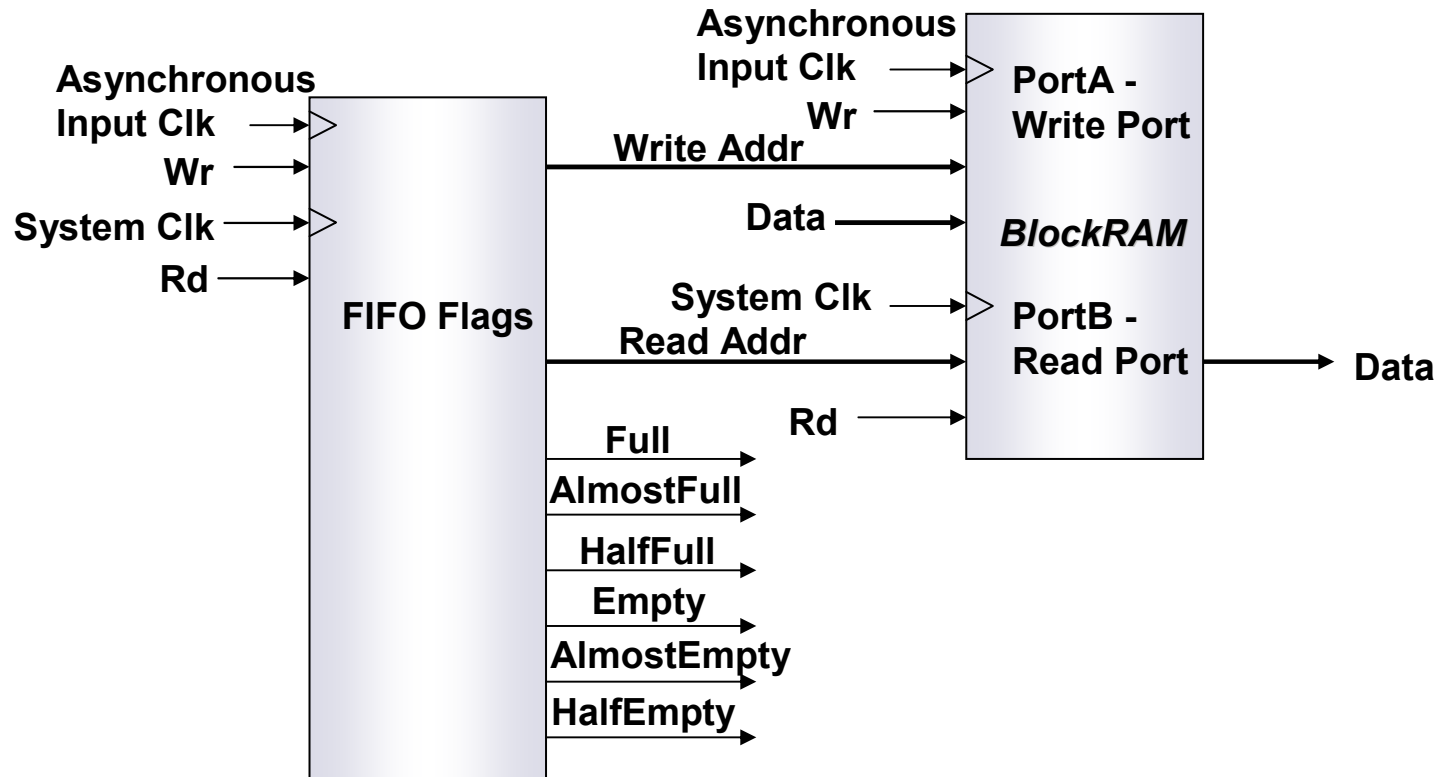 Asynchronous
Input Clk
Wr
System Clk
Rd
FIFO Flags
Write Addr
Read Addr
Full
AlmostFull
HalfFull
Empty
AlmostEmpty
HalfEmpty
Asynchronous
Input Clk
Wr
Data
System Clk
Rd
PortA -
Write Port
BlockRAM
PortB -
Read Port
Data